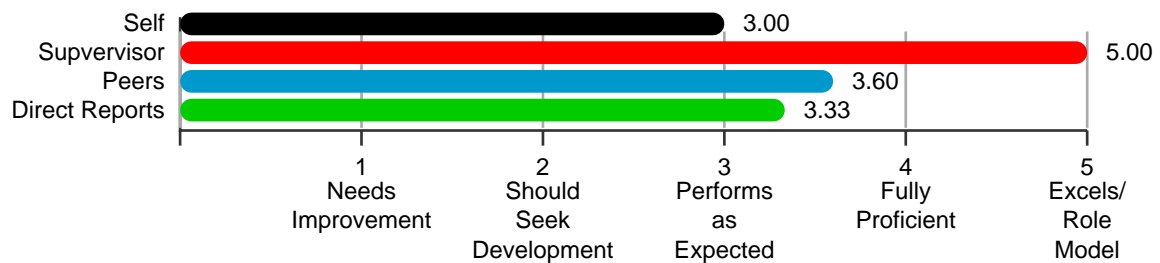 Self 3.00
Supvervisor 5.00
Peers 3.60
Direct Reports 3.33
1 2 3 4 5
Needs Improvement
Should Seek Development
Performs as Expected
Fully Proficient
Excels/ Role Model